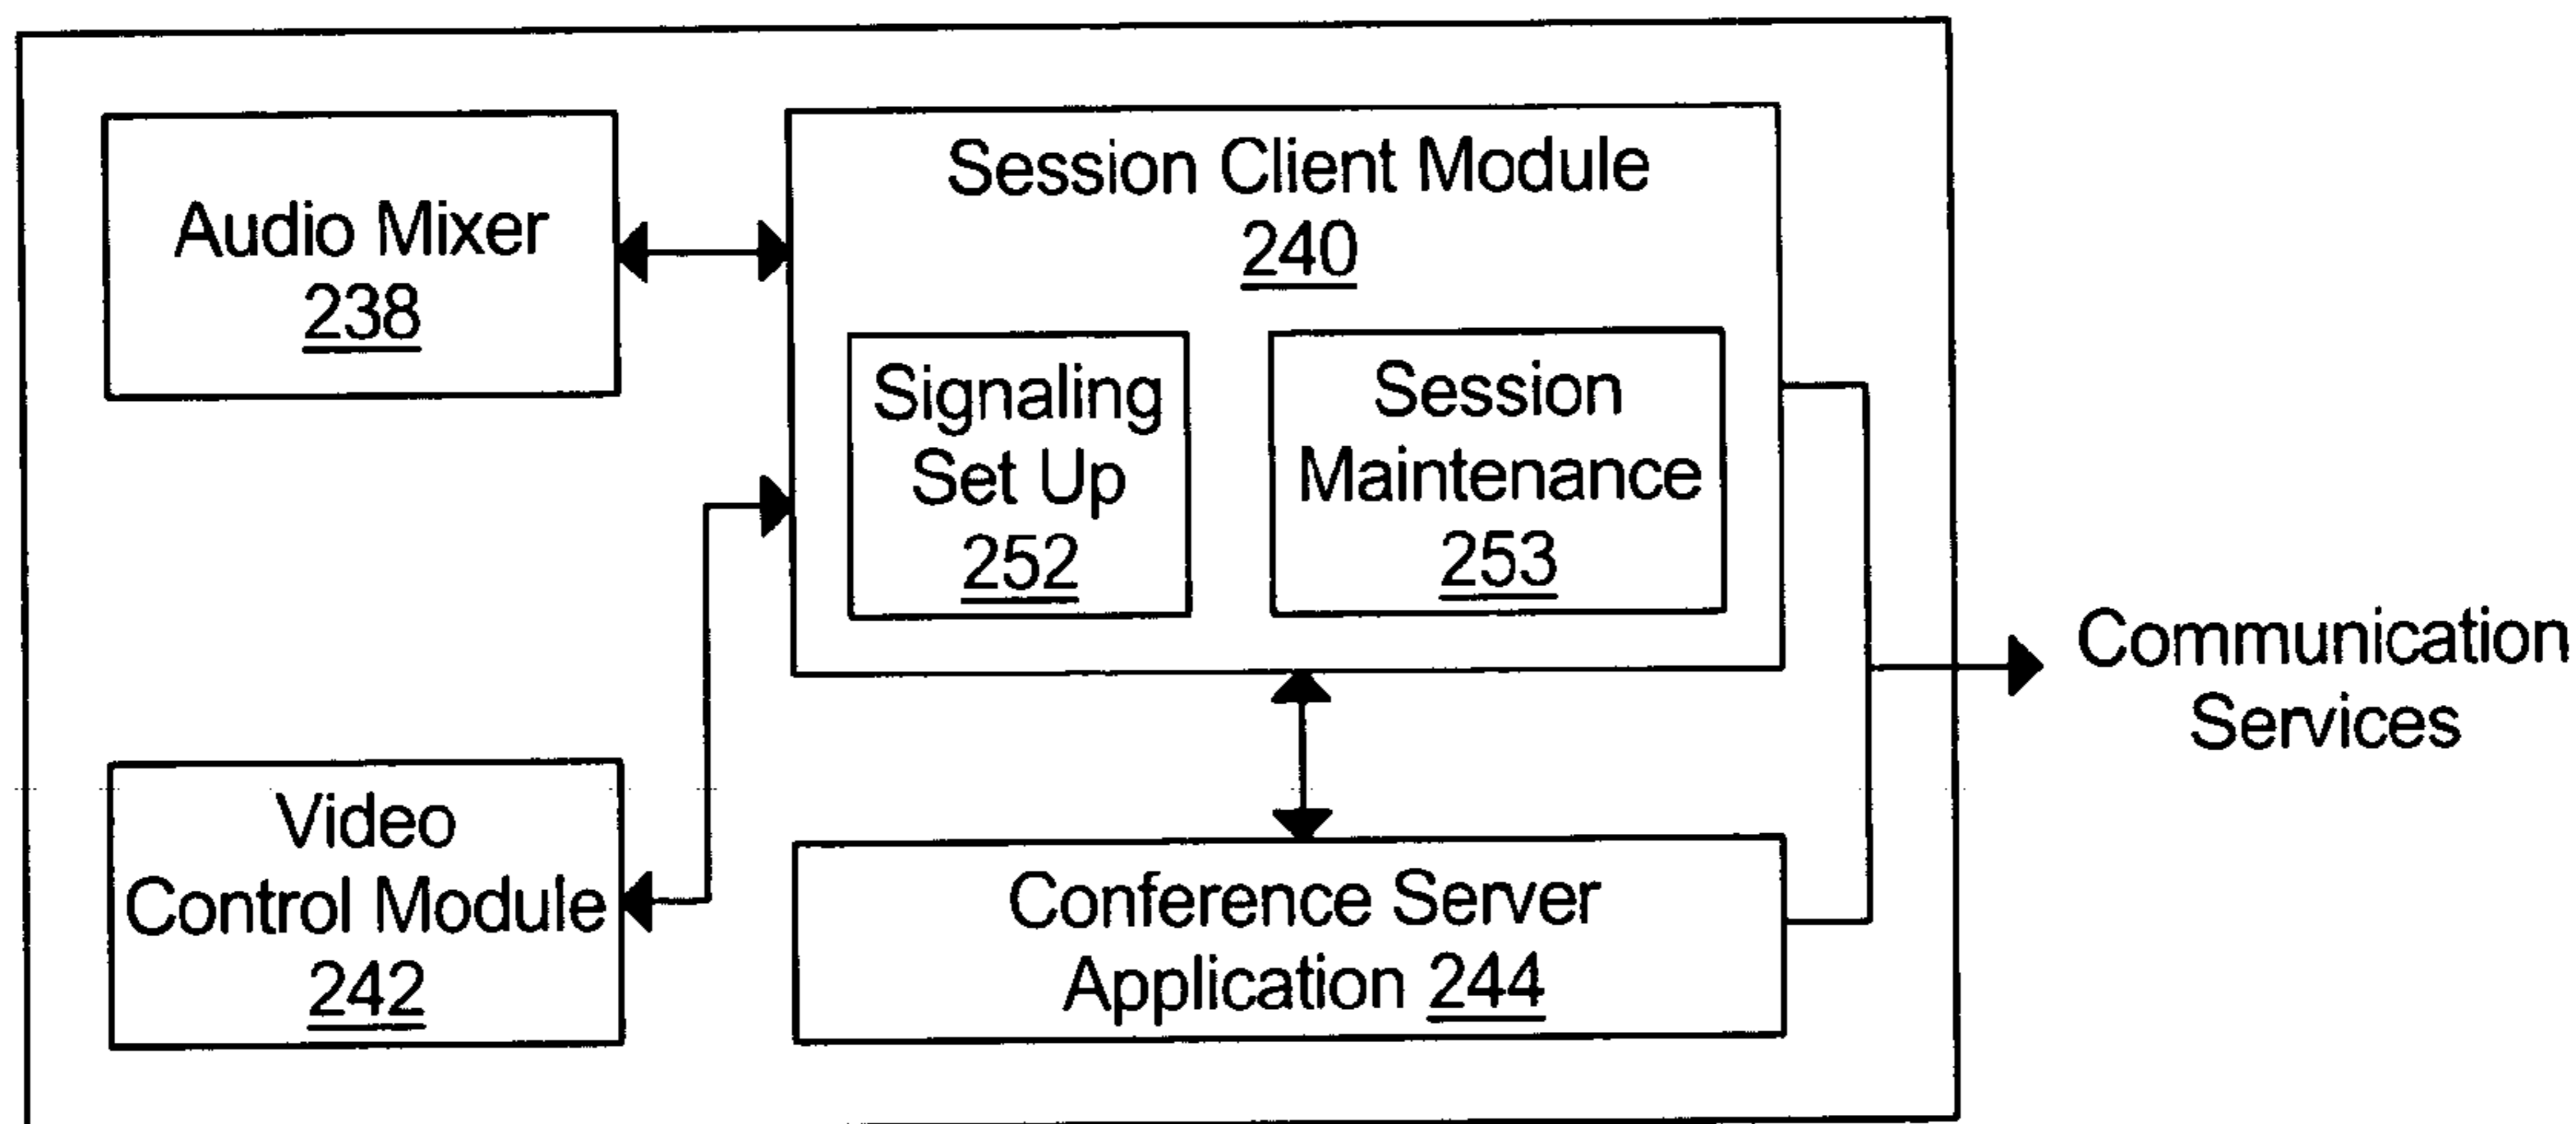 Audio Mixer
238
Session Client Module
240
Signaling
Set Up
252
Session
Maintenance
253
Communication
Services
Video
Control Module
242
Conference Server
Application 244